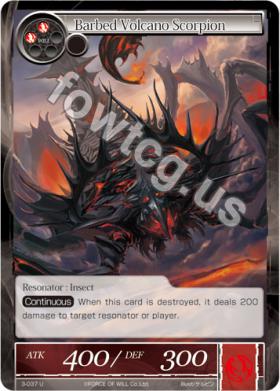 Barbed Volcano Scorpion
WILL
fowtcg.us
Resonator : Insect
Continuous When this card is destroyed, it deals 200
damage to target resonator or player.
ATK 400/ DEF 300
3-037 U ©FORCE OF WILL Co.,Ltd.